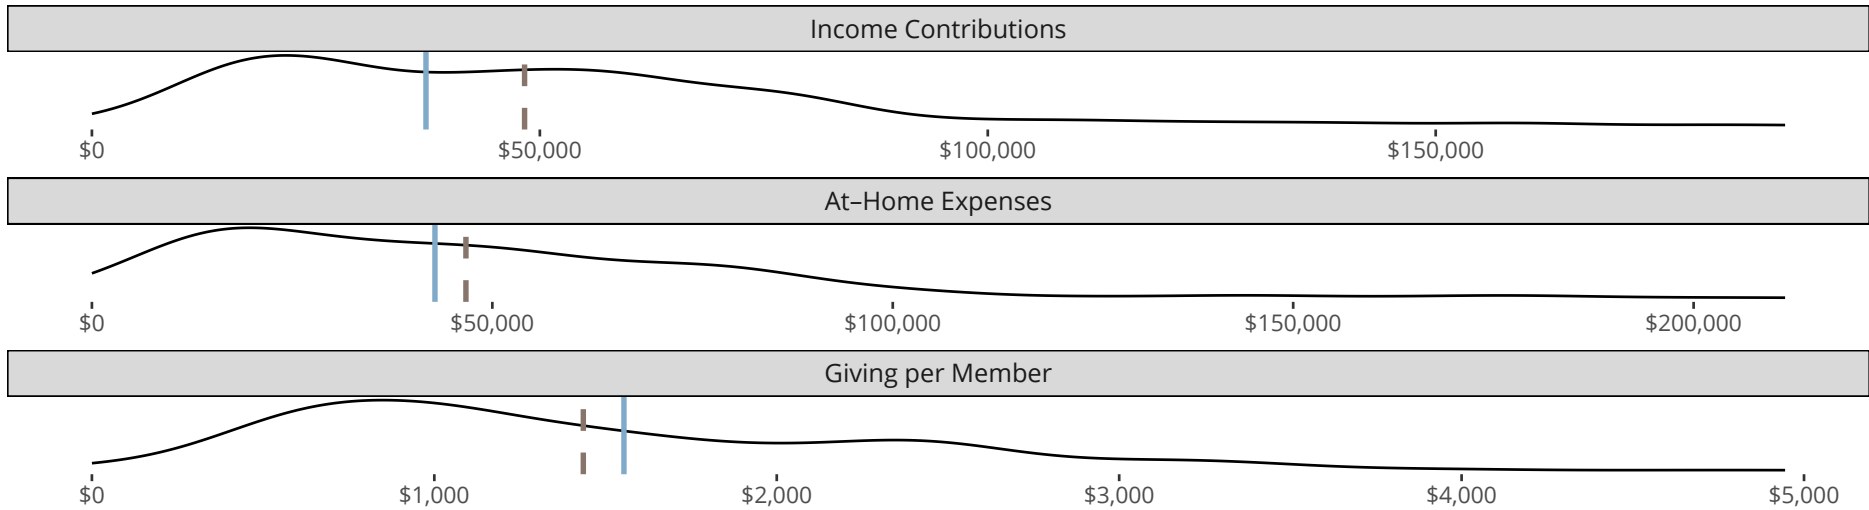 Income Contributions
$0 $50,000 $100,000 $150,000
At–Home Expenses
$0 $50,000 $100,000 $150,000 $200,000
Giving per Member
$0 $1,000 $2,000 $3,000 $4,000 $5,000